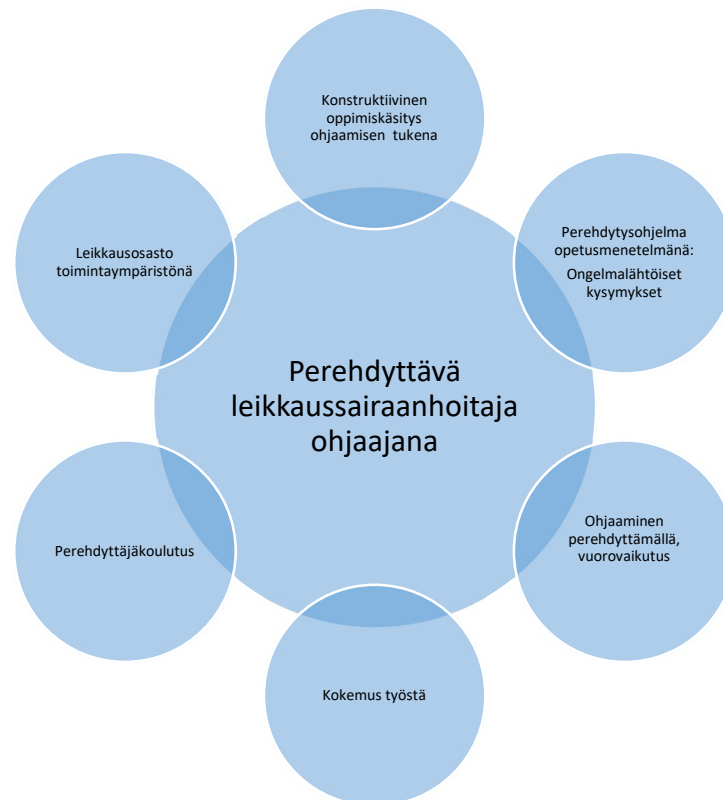 Konstruktiivinen
oppimiskäsitys
ohjaamisen tukena
Perehdytysohjelma
opetusmenetelmänä:
Ongelmalähtöiset
kysymykset
Leikkausosasto
toimintaympäristönä
Perehdyttävä
leikkaussairaanhoitaja
ohjaajana
Ohjaaminen
perehdyttämällä,
vuorovaikutus
Perehdyttäjäkoulutus
Kokemus työstä